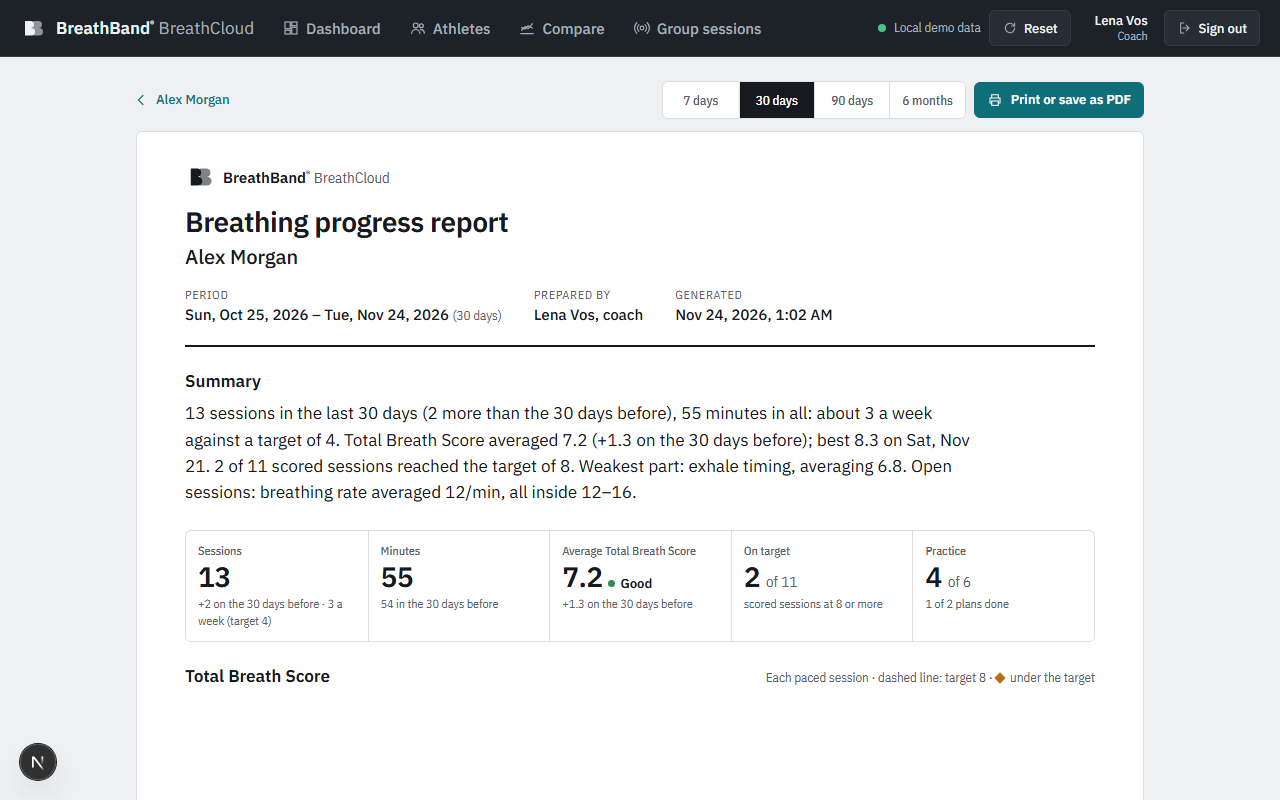 BreathBand® BreathCloud
Dashboard
Athletes
Compare
Group sessions
Local demo data
Reset
Lena Vos
Coach
Sign out
Alex Morgan
7 days
30 days
90 days
6 months
Print or save as PDF
BreathBand® BreathCloud
Breathing progress report
Alex Morgan
PERIOD
Sun, Oct 25, 2026 – Tue, Nov 24, 2026 (30 days)
PREPARED BY
Lena Vos, coach
GENERATED
Nov 24, 2026, 1:02 AM
Summary
13 sessions in the last 30 days (2 more than the 30 days before), 55 minutes in all: about 3 a week
against a target of 4. Total Breath Score averaged 7.2 (+1.3 on the 30 days before); best 8.3 on Sat, Nov
21. 2 of 11 scored sessions reached the target of 8. Weakest part: exhale timing, averaging 6.8. Open
sessions: breathing rate averaged 12/min, all inside 12–16.
Sessions
13
+2 on the 30 days before · 3 a
week (target 4)
Minutes
55
54 in the 30 days before
Average Total Breath Score
7.2 Good
+1.3 on the 30 days before
On target
2 of 11
scored sessions at 8 or more
Practice
4 of 6
1 of 2 plans done
Total Breath Score
Each paced session · dashed line: target 8 · ◆ under the target
N